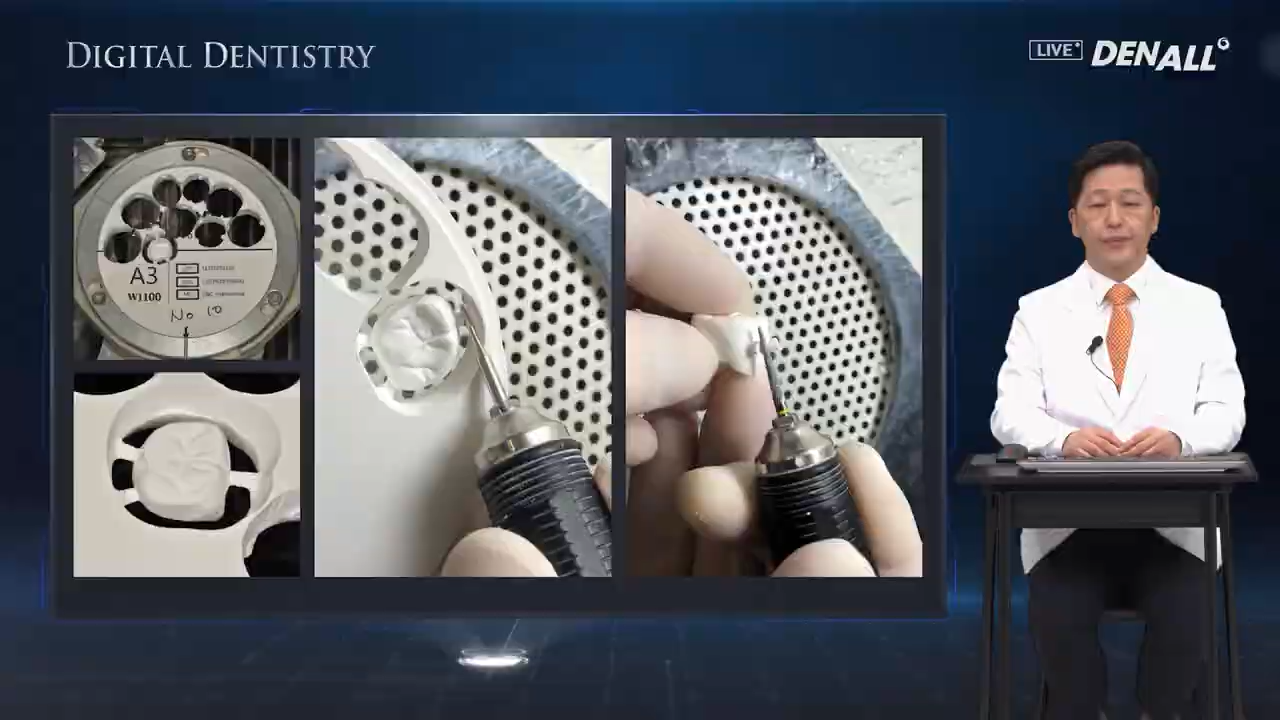 DIGITAL DENTISTRY
LIVE
DENALL
A3
W1100
No 10